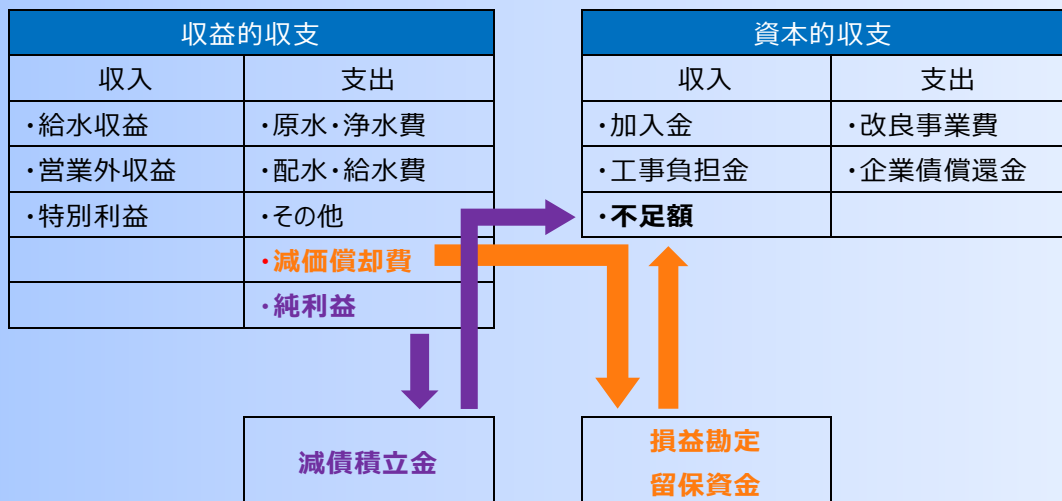 収益的収支
収入 支出
・給水収益 ・原水・浄水費
・営業外収益 ・配水・給水費
・特別利益 ・その他
・減価償却費
・純利益
資本的収支
収入 支出
・加入金 ・改良事業費
・工事負担金 ・企業債償還金
・不足額
減債積立金
損益勘定
留保資金